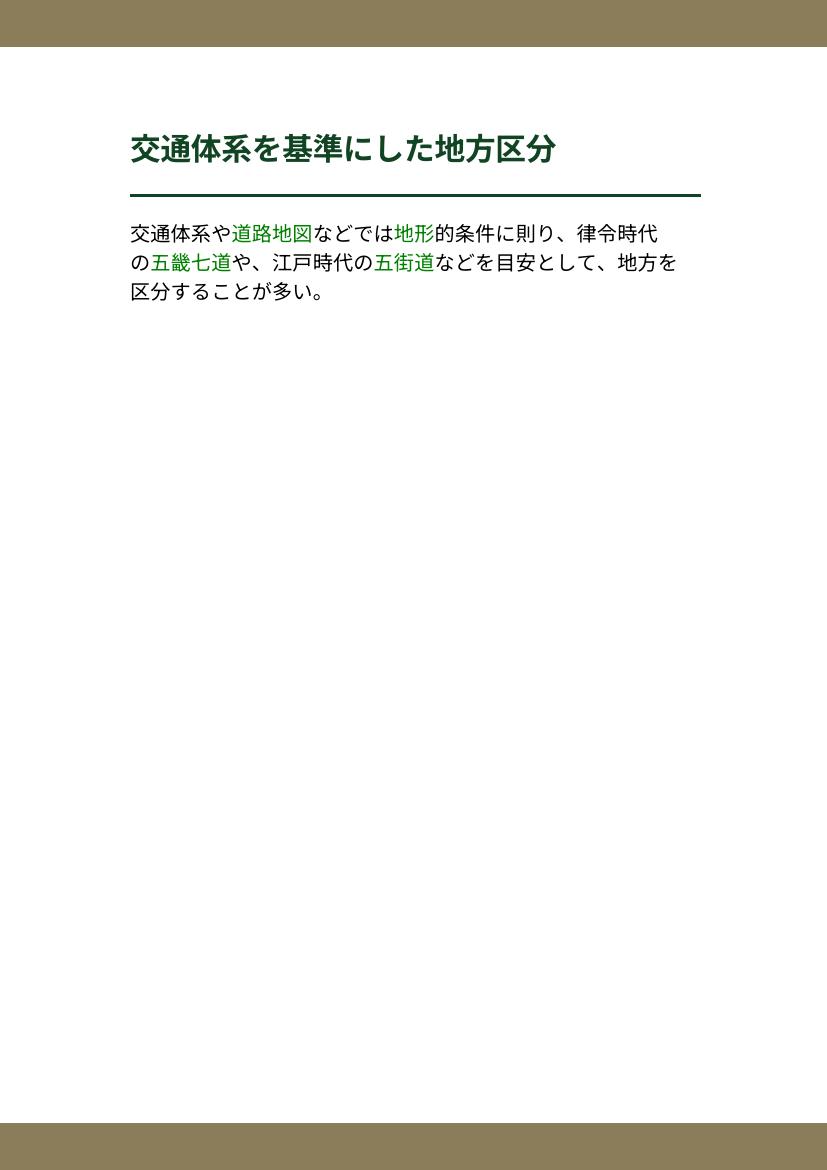 交通体系を基準にした地方区分
交通体系や道路地図などでは地形的条件に則り、律令時代
の五畿七道や、江戸時代の五街道などを目安として、地方を
区分することが多い。